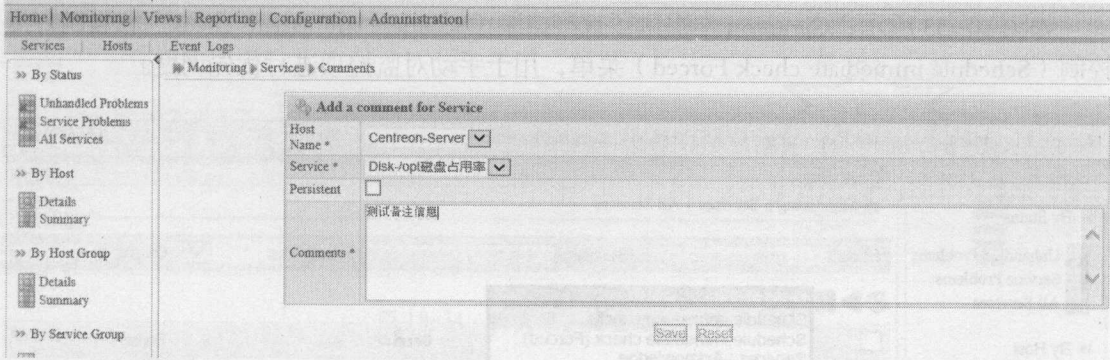 Home| Monitoring| Views| Reporting| Configuration| Administration|
Services | Hosts | Event Logs
Monitoring Services Comments
By Status
Unhandled Problems
Service Problems
All Services
By Host
Details
Summary
By Host Group
Details
Summary
By Service Group
Add a comment for Service
Host Name *
Centreon-Server
Service *
Disk-/opt磁盘占用率
Persistent
Comments *
测试备注信息
Save Reset